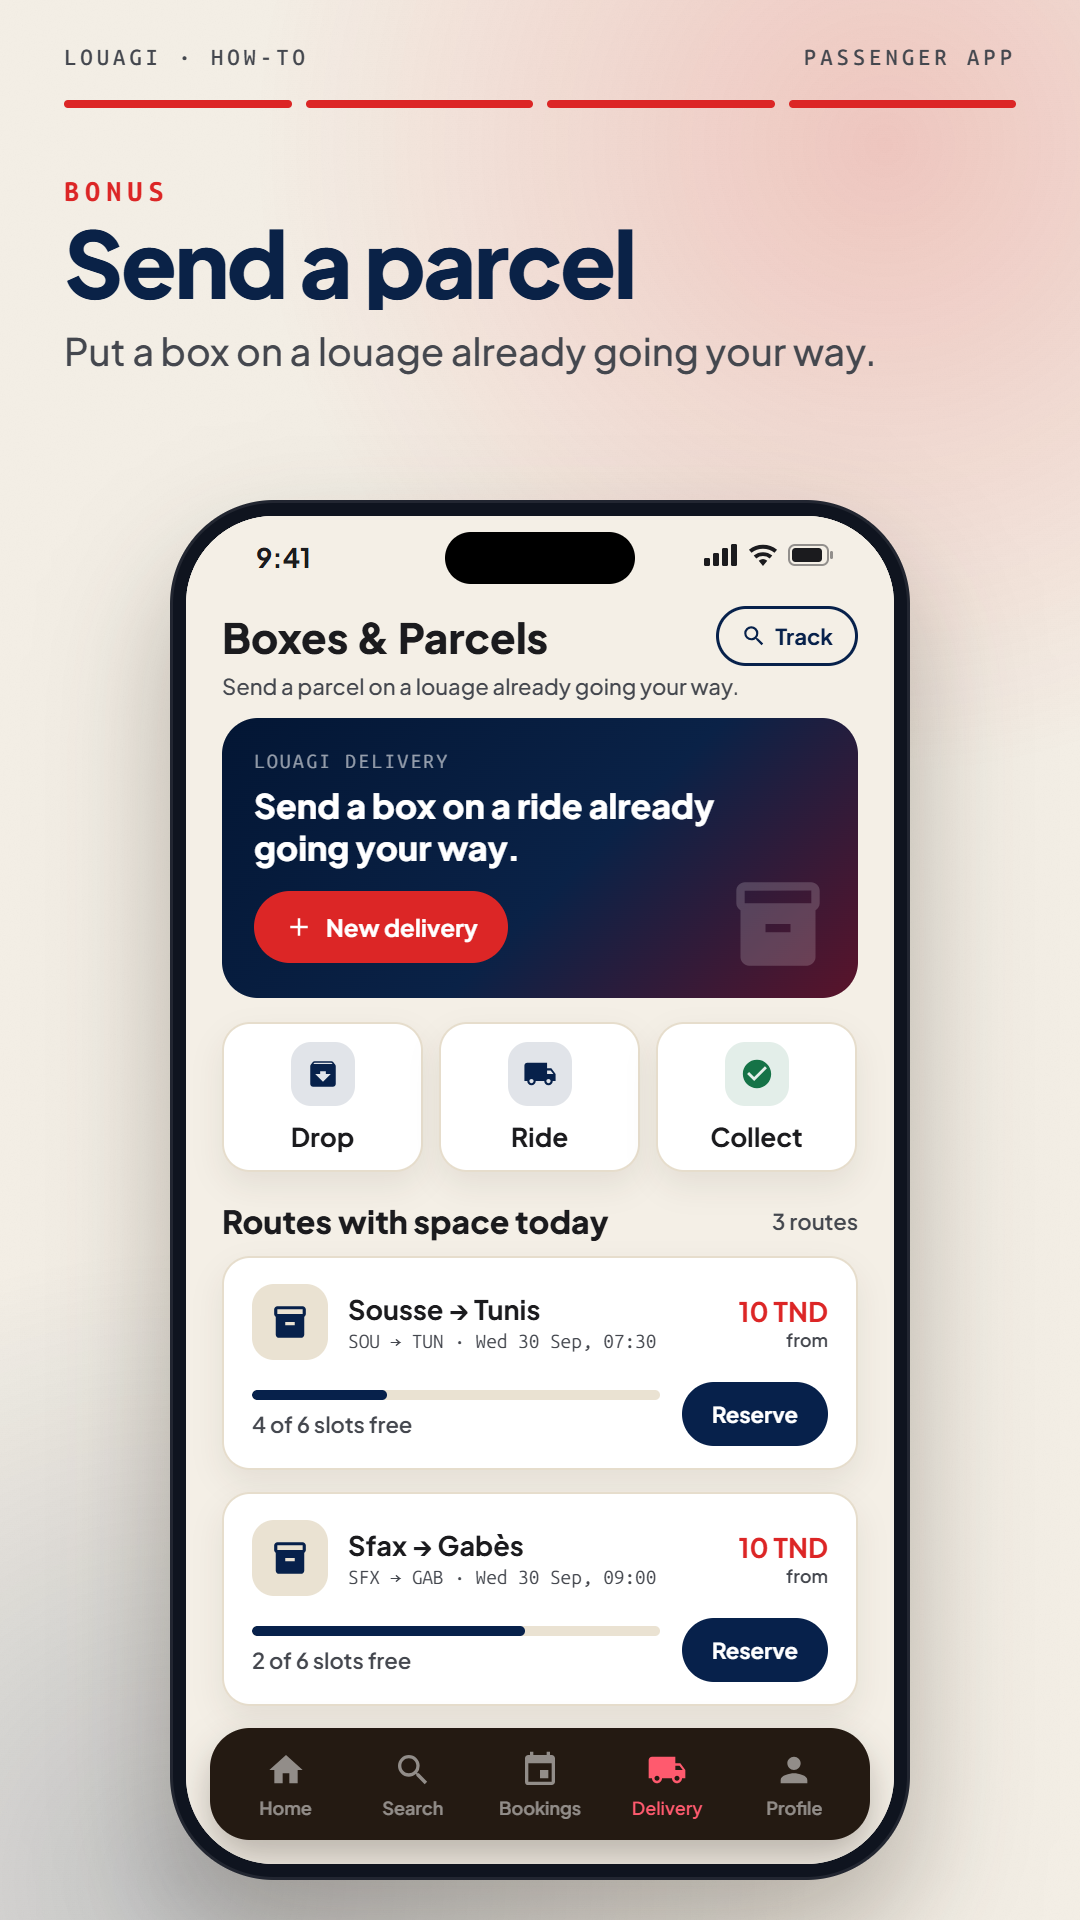 LOUAGI · HOW-TO
PASSENGER APP
BONUS
Send a parcel
Put a box on a louage already going your way.
9:41
Boxes & Parcels
Track
Send a parcel on a louage already going your way.
LOUAGI DELIVERY
Send a box on a ride already
going your way.
+ New delivery
Drop
Ride
Collect
Routes with space today
3 routes
Sousse → Tunis
10 TND
SOU → TUN · Wed 30 Sep, 07:30
from
4 of 6 slots free
Reserve
Sfax → Gabès
10 TND
SFX → GAB · Wed 30 Sep, 09:00
from
2 of 6 slots free
Reserve
Home
Search
Bookings
Delivery
Profile